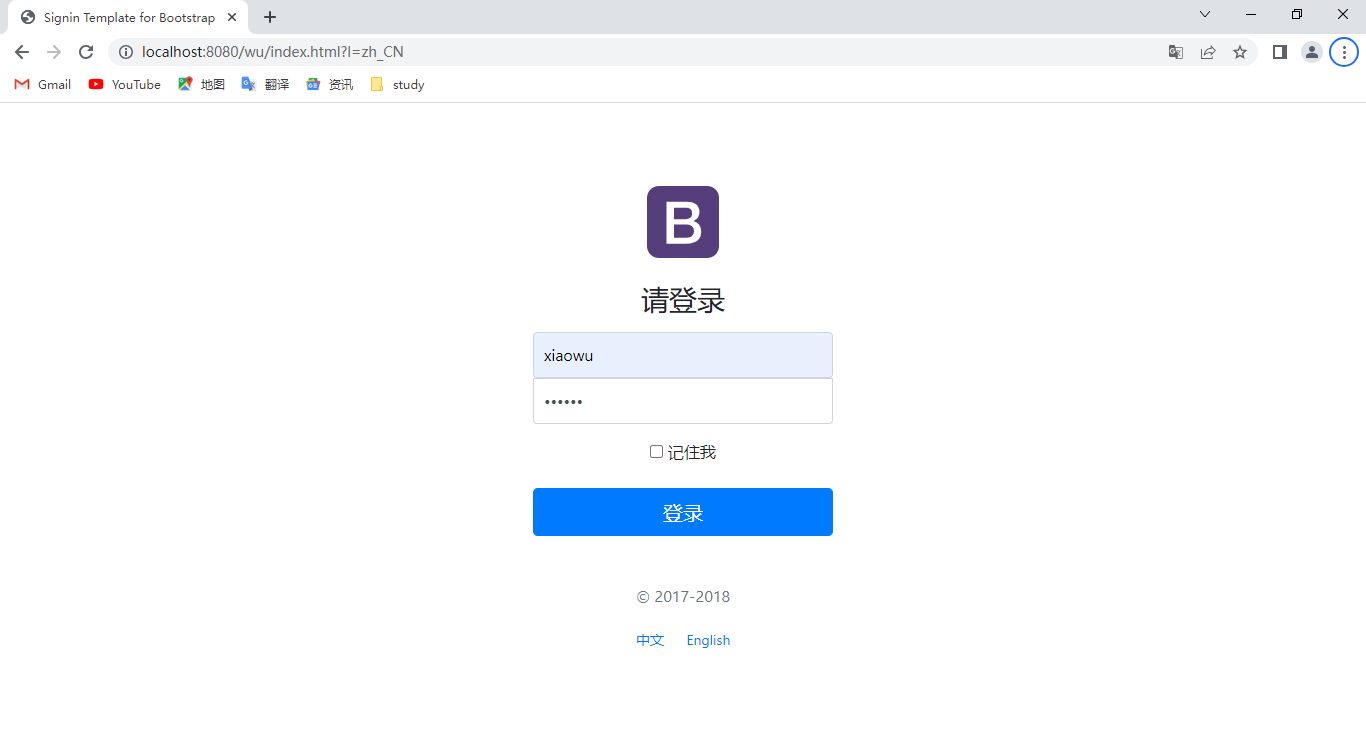 Signin Template for Bootstrap
localhost:8080/wu/index.html?l=zh_CN
Gmail YouTube 地图 翻译 资讯 study
B
请登录
xiaowu
••••••
记住我
登录
© 2017-2018
中文 English